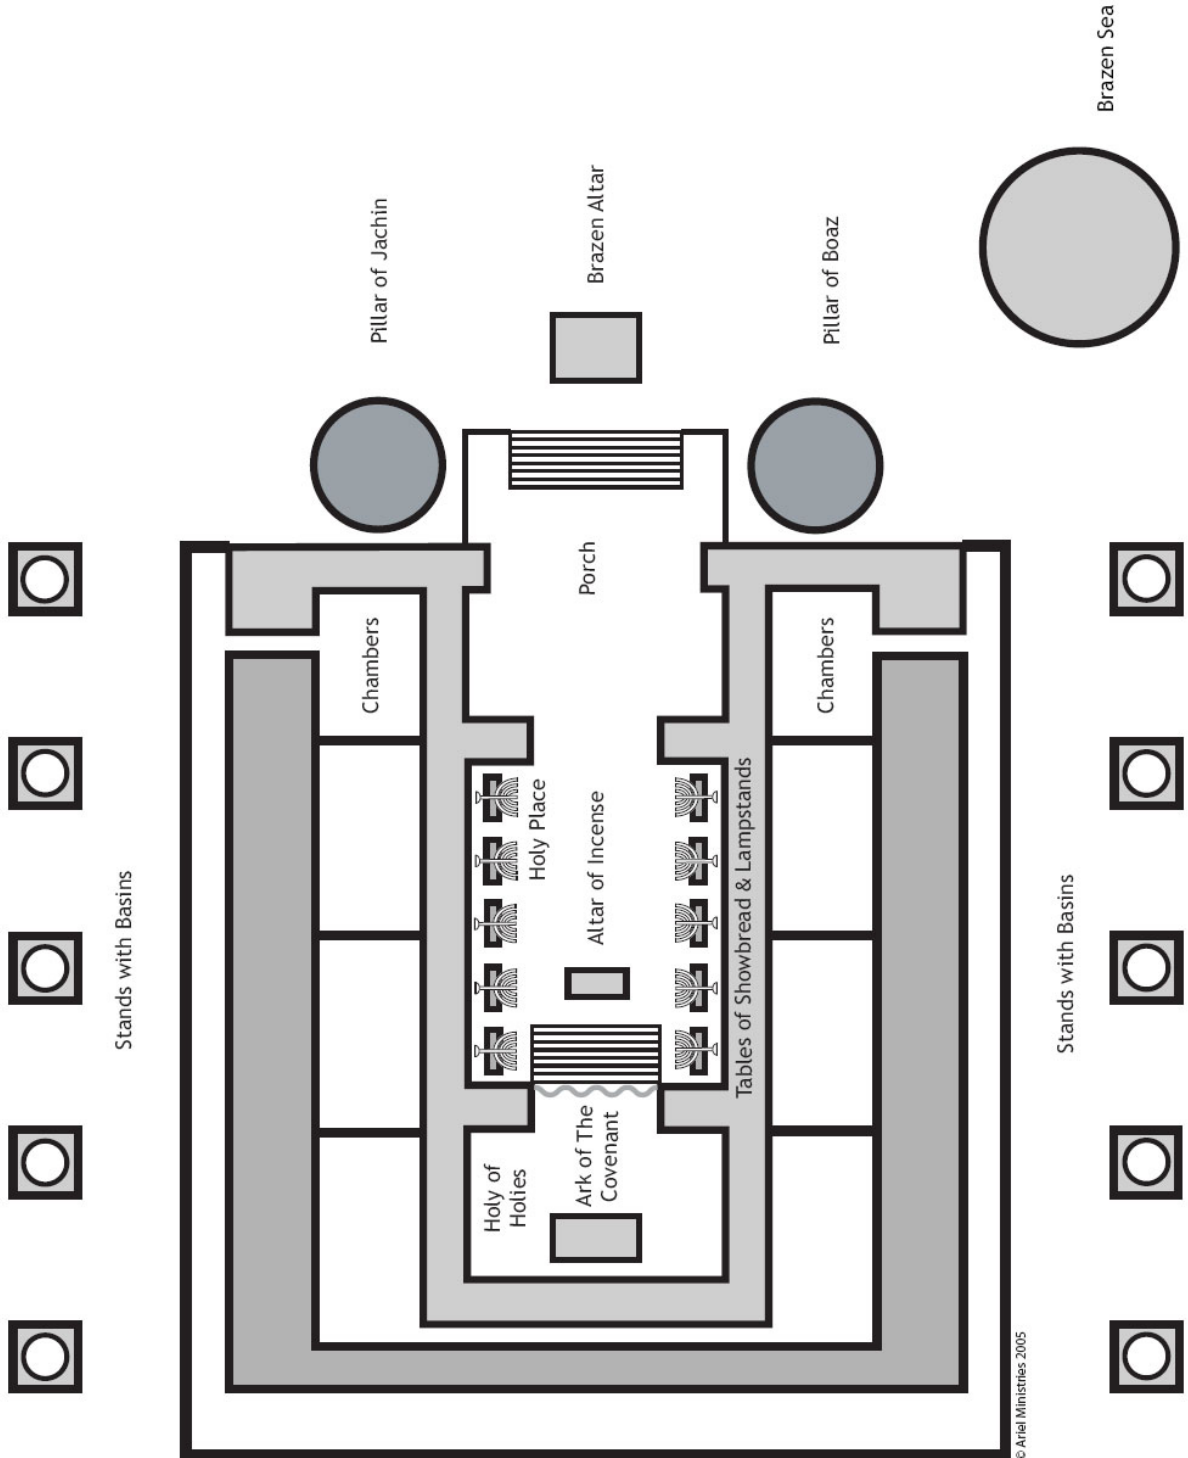 Brazen Sea
Brazen Altar
Pillar of Jachin
Pillar of Boaz
Porch
Chambers
Chambers
Holy Place
Altar of Incense
Tables of Showbread & Lampstands
Stands with Basins
Stands with Basins
Ark of The
Covenant
Holy of
Holies
© Ariel Ministries 2005